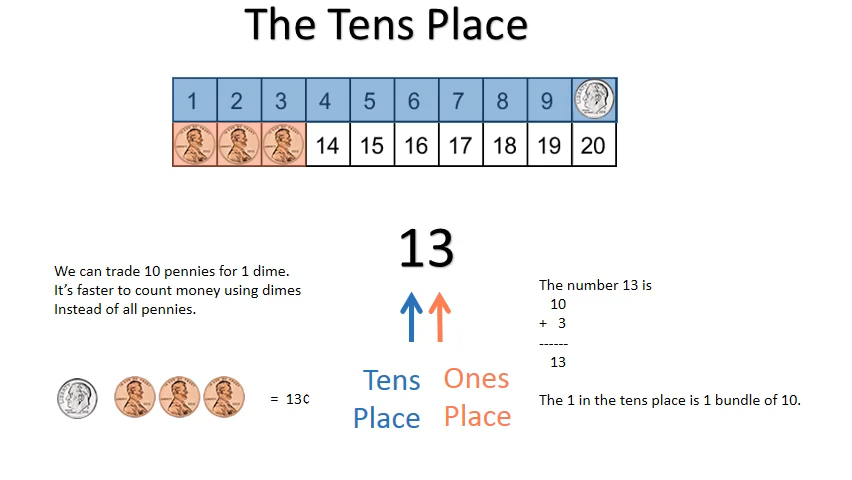 The Tens Place
1 2 3 4 5 6 7 8 9
14 15 16 17 18 19 20
13
We can trade 10 pennies for 1 dime.
It’s faster to count money using dimes
Instead of all pennies.
= 13¢
Tens
Place
Ones
Place
The number 13 is
10
+ 3
------
13
The 1 in the tens place is 1 bundle of 10.